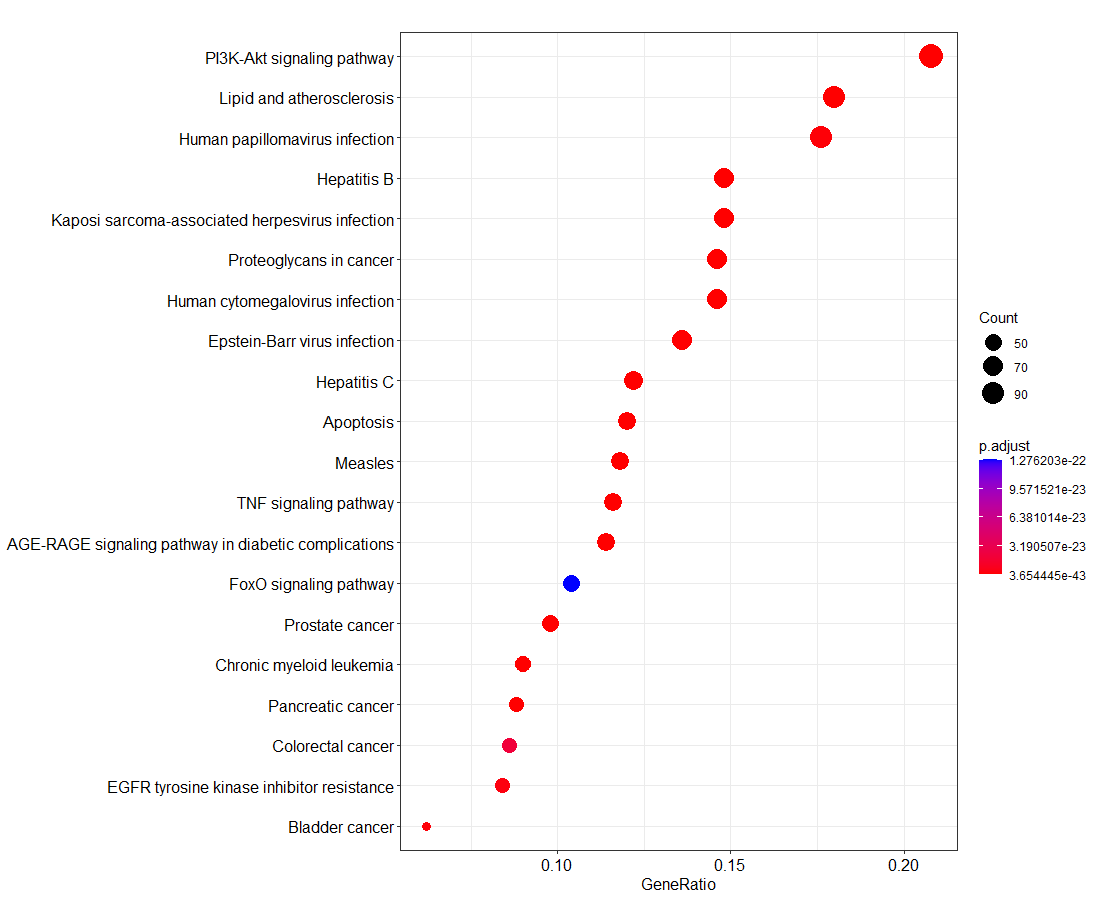 PI3K-Akt signaling pathway
Lipid and atherosclerosis
Human papillomavirus infection
Hepatitis B
Kaposi sarcoma-associated herpesvirus infection
Proteoglycans in cancer
Human cytomegalovirus infection
Epstein-Barr virus infection
Hepatitis C
Apoptosis
Measles
TNF signaling pathway
AGE-RAGE signaling pathway in diabetic complications
FoxO signaling pathway
Prostate cancer
Chronic myeloid leukemia
Pancreatic cancer
Colorectal cancer
EGFR tyrosine kinase inhibitor resistance
Bladder cancer
0.10
0.15
0.20
GeneRatio
Count
50
70
90
p.adjust
1.276203e-22
9.571521e-23
6.381014e-23
3.190507e-23
3.654445e-43